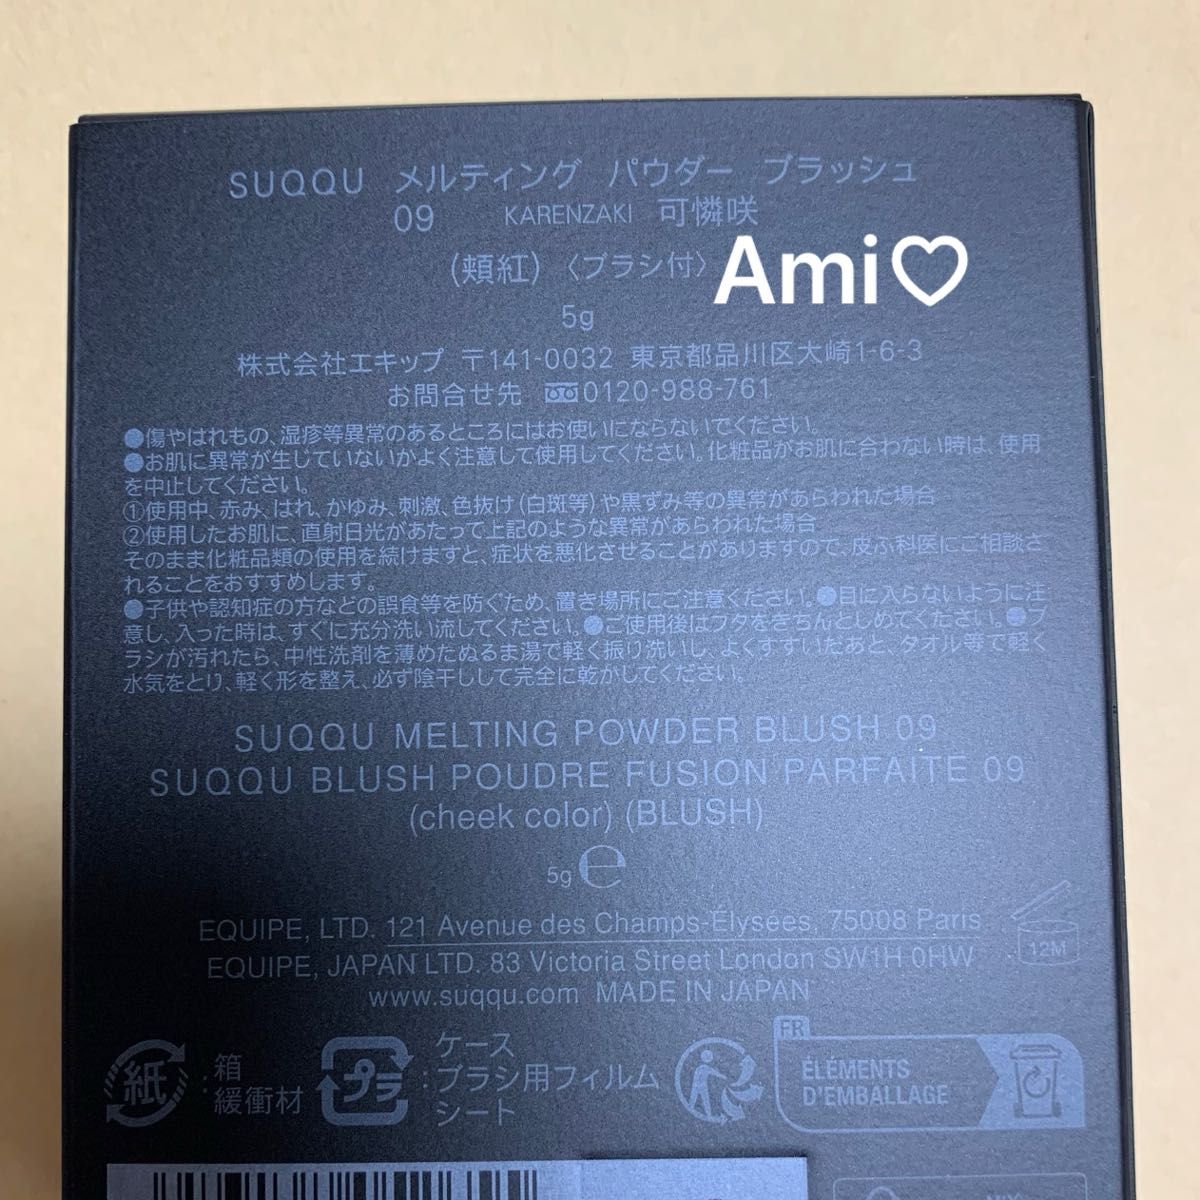 SUQQU メルティング パウダー ブラッシュ
09 KARENZAKI 可憐咲
(頬紅)〈ブラシ付〉
Ami♡
5g
株式会社エキップ 〒141-0032 東京都品川区大崎1-6-3
お問合せ先 0120-988-761
●傷やはれもの、湿疹等異常のあるところにはお使いにならないでください。
●お肌に異常が生じていないかよく注意して使用してください。化粧品がお肌に合わない時は、使用
を中止してください。
①使用中、赤み、はれ、かゆみ、刺激、色抜け(白斑等)や黒ずみ等の異常があらわれた場合
②使用したお肌に、直射日光があたって上記のような異常があらわれた場合
そのまま化粧品類の使用を続けますと、症状を悪化させることがありますので、皮ふ科医にご相談さ
れることをおすすめします。
●子供や認知症の方などの誤食等を防ぐため、置き場所にご注意ください。●目に入らないように注
意し、入った時は、すぐに充分洗い流してください。●ご使用後はフタをきちんとしめてください。●ブ
ラシが汚れたら、中性洗剤を薄めたぬるま湯で軽く振り洗いし、よくすすいだあと、タオル等で軽く
水気をとり、軽く形を整え、必ず陰干しして完全に乾かしてください。
SUQQU MELTING POWDER BLUSH 09
SUQQU BLUSH POUDRE FUSION PARFAITE 09
(cheek color) (BLUSH)
5g ℮
EQUIPE, LTD. 121 Avenue des Champs-Élysées, 75008 Paris
EQUIPE, JAPAN LTD. 83 Victoria Street London SW1H 0HW
www.suqqu.com MADE IN JAPAN
12M
紙 : 箱
緩衝材
プラ : ケース
ブラシ用フィルム
シート
FR
ÉLÉMENTS
D'EMBALLAGE